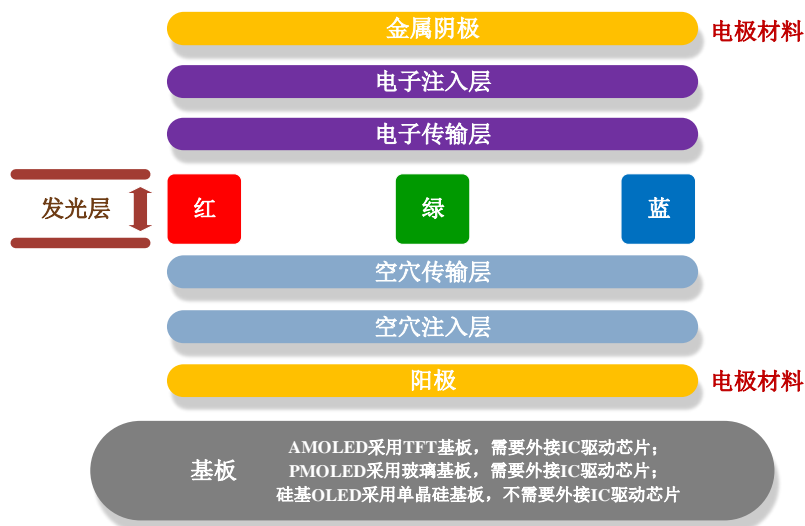 金属阴极
电极材料
电子注入层
电子传输层
发光层
红
绿
蓝
空穴传输层
空穴注入层
阳极
电极材料
基板
AMOLED采用TFT基板，需要外接IC驱动芯片；
PMOLED采用玻璃基板，需要外接IC驱动芯片；
硅基OLED采用单晶硅基板，不需要外接IC驱动芯片